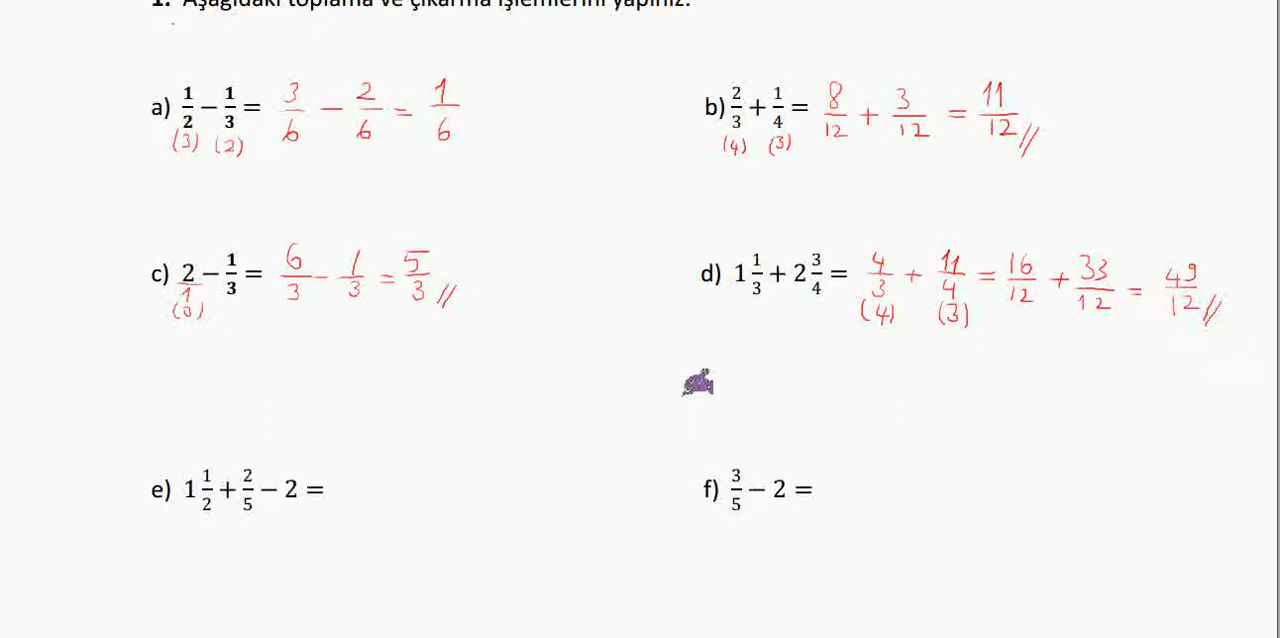 1. Aşağıdaki toplama ve çıkarma işlemlerini yapınız.
a) 1/2 − 1/3 = 3/6 − 2/6 = 1/6
(3) (2)
b) 2/3 + 1/4 = 8/12 + 3/12 = 11/12 //
(4) (3)
c) 2/1 − 1/3 = 6/3 − 1/3 = 5/3 //
(3)
d) 1 1/3 + 2 3/4 = 4/3 + 11/4 = 16/12 + 33/12 = 49/12 //
(4) (3)
e) 1 1/2 + 2/5 − 2 =
f) 3/5 − 2 =